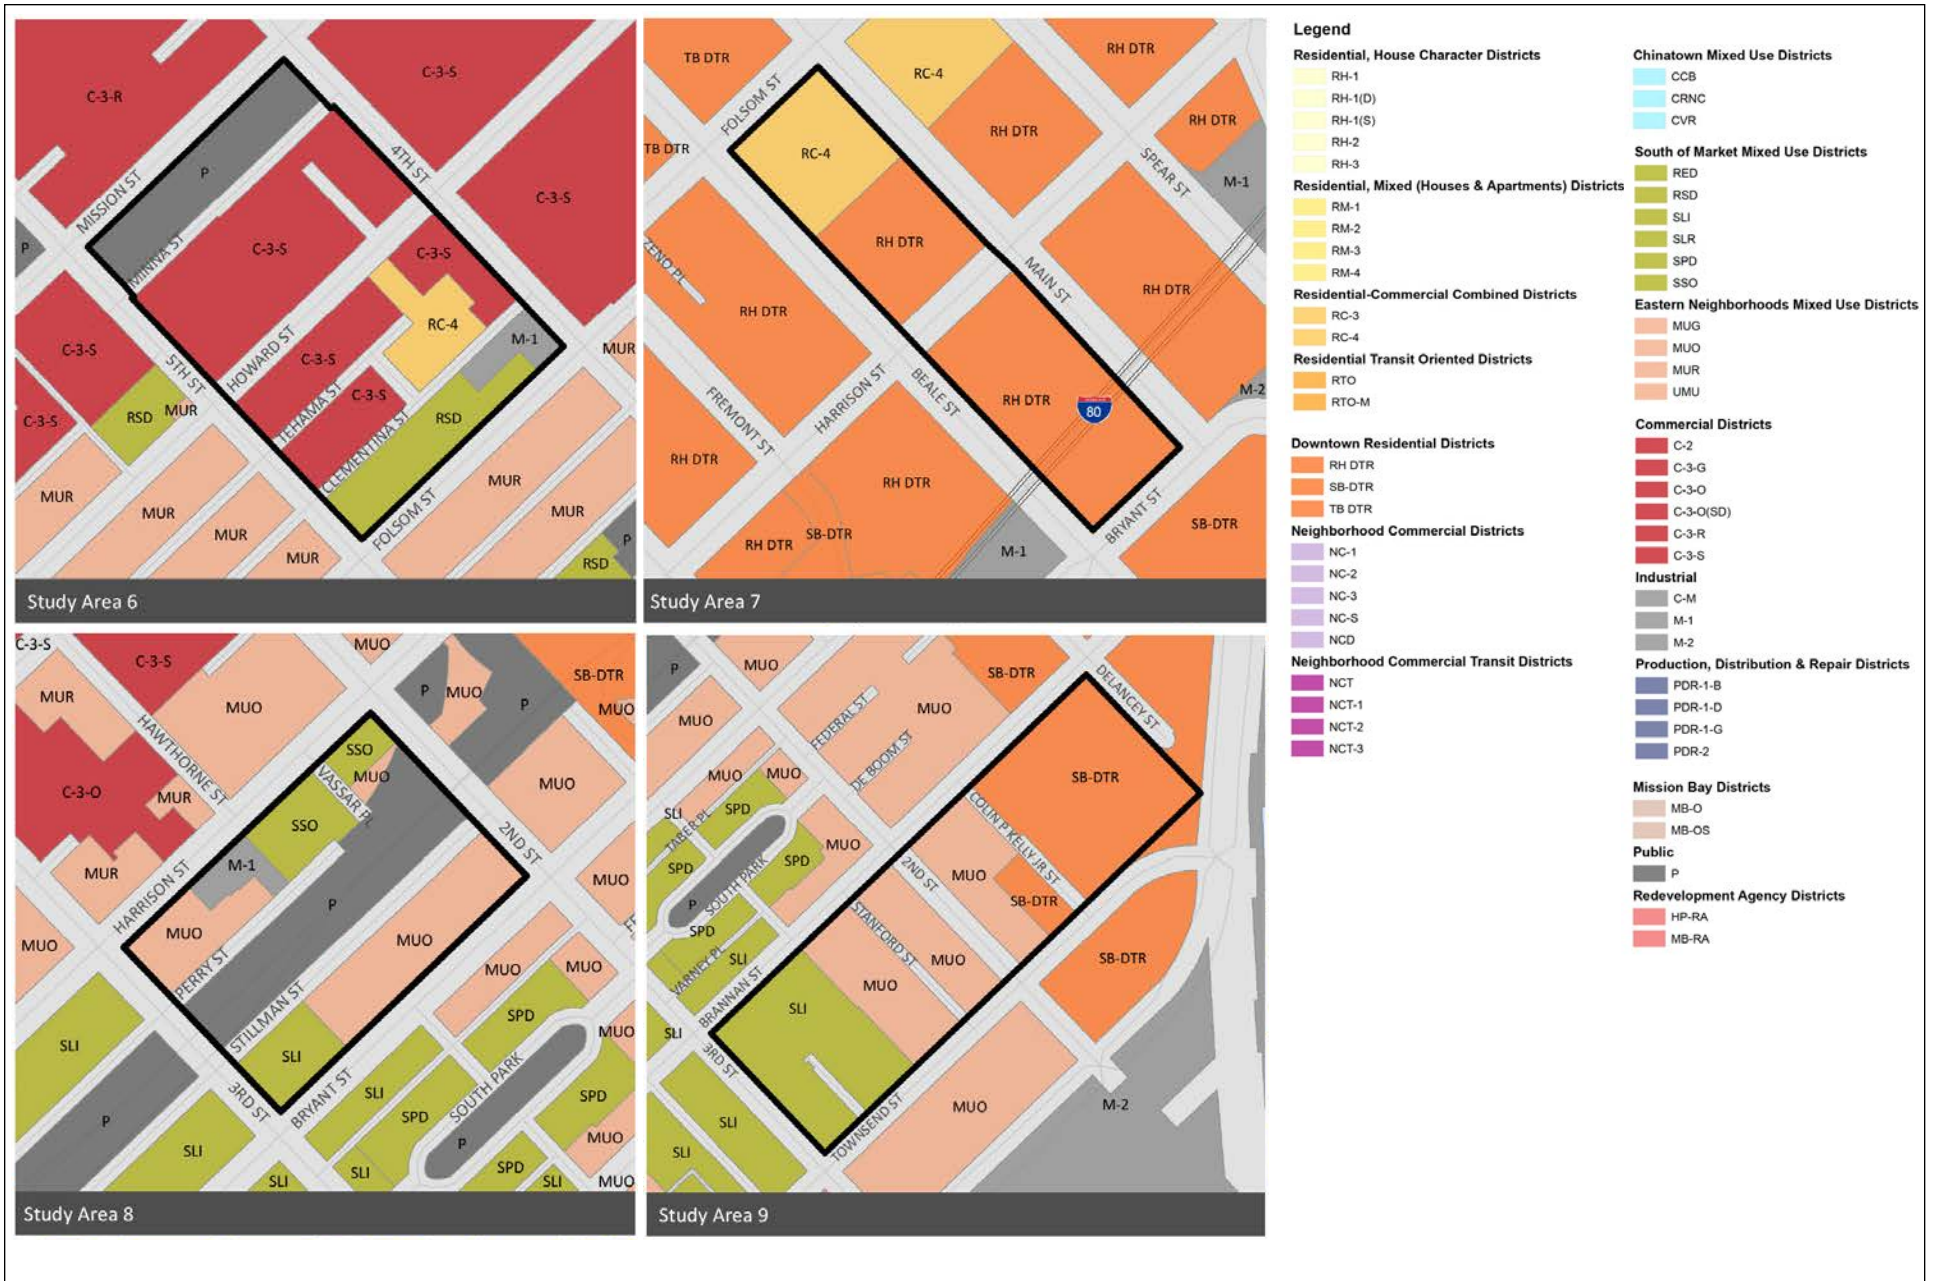 C-3-R
C-3-S
P
4TH ST
MISSION ST
C-3-S
P
MINNA ST
C-3-S
C-3-S
RC-4
M-1
MUR
C-3-S
5TH ST
HOWARD ST
C-3-S
TEHAMA ST
C-3-S
C-3-S
RSD
MUR
CLEMENTINA ST
RSD
MUR
MUR
MUR
MUR
FOLSOM ST
MUR
MUR
RSD
P
Study Area 6
TB DTR
FOLSOM ST
RC-4
RH DTR
TB DTR
RC-4
RH DTR
RH DTR
SPEAR ST
M-1
RH DTR
ZENO PL
MAIN ST
RH DTR
RH DTR
FREMONT ST
HARRISON ST
BEALE ST
RH DTR
80
M-2
RH DTR
RH DTR
RH DTR
SB-DTR
M-1
BRYANT ST
SB-DTR
Study Area 7
C-3-S
C-3-S
MUO
MUR
MUO
HAWTHORNE ST
P
MUO
P
SB-DTR
MUO
SSO
MUO
VASSAR PL
MUO
C-3-O
MUR
SSO
2ND ST
MUR
HARRISON ST
M-1
P
MUO
MUO
MUO
MUO
PERRY ST
MUO
MUO
STILLMAN ST
SPD
MUO
SLI
SLI
3RD ST
BRYANT ST
SLI
SPD
SOUTH PARK
SPD
P
SLI
P
MUO
SLI
SLI
SPD
SLI
MUO
Study Area 8
P
MUO
SB-DTR
DELANCEY ST
MUO
FEDERAL ST
MUO
DE BOOM ST
SB-DTR
MUO
MUO
SLI
TABER PL
SPD
COLIN P KELLY JR ST
MUO
SPD
SPD
SOUTH PARK
P
2ND ST
MUO
SB-DTR
SPD
STANFORD ST
VARNEY PL
SLI
MUO
SB-DTR
MUO
BRANNAN ST
SLI
SLI
3RD ST
SLI
MUO
M-2
TOWNSEND ST
SLI
Study Area 9
Legend
Residential, House Character Districts
RH-1
RH-1(D)
RH-1(S)
RH-2
RH-3
Residential, Mixed (Houses & Apartments) Districts
RM-1
RM-2
RM-3
RM-4
Residential-Commercial Combined Districts
RC-3
RC-4
Residential Transit Oriented Districts
RTO
RTO-M
Downtown Residential Districts
RH DTR
SB-DTR
TB DTR
Neighborhood Commercial Districts
NC-1
NC-2
NC-3
NC-S
NCD
Neighborhood Commercial Transit Districts
NCT
NCT-1
NCT-2
NCT-3
Chinatown Mixed Use Districts
CCB
CRNC
CVR
South of Market Mixed Use Districts
RED
RSD
SLI
SLR
SPD
SSO
Eastern Neighborhoods Mixed Use Districts
MUG
MUO
MUR
UMU
Commercial Districts
C-2
C-3-G
C-3-O
C-3-O(SD)
C-3-R
C-3-S
Industrial
C-M
M-1
M-2
Production, Distribution & Repair Districts
PDR-1-B
PDR-1-D
PDR-1-G
PDR-2
Mission Bay Districts
MB-O
MB-OS
Public
P
Redevelopment Agency Districts
HP-RA
MB-RA